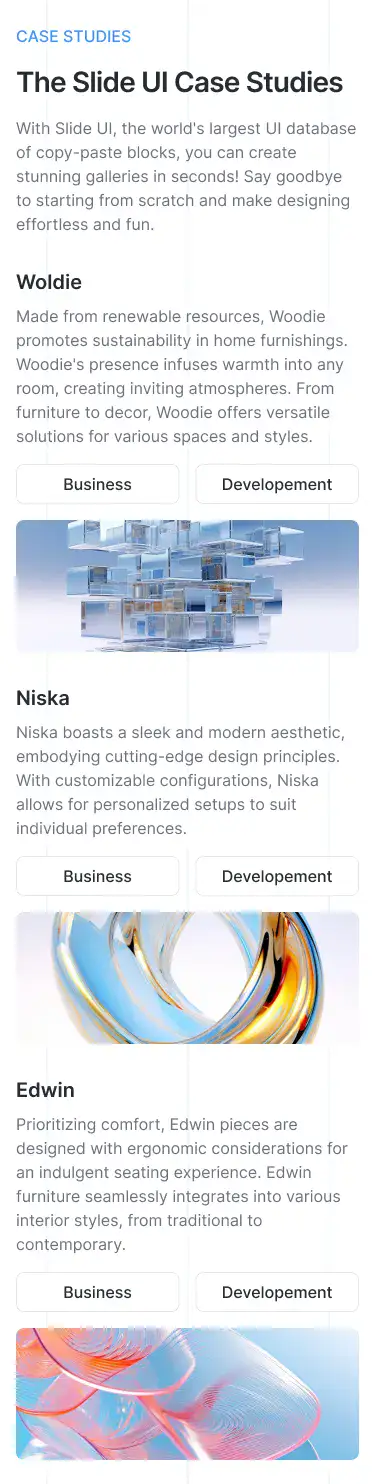 CASE STUDIES
The Slide UI Case Studies
With Slide UI, the world's largest UI database
of copy-paste blocks, you can create
stunning galleries in seconds! Say goodbye
to starting from scratch and make designing
effortless and fun.
Woldie
Made from renewable resources, Woodie
promotes sustainability in home furnishings.
Woodie's presence infuses warmth into any
room, creating inviting atmospheres. From
furniture to decor, Woodie offers versatile
solutions for various spaces and styles.
Business Developement
Niska
Niska boasts a sleek and modern aesthetic,
embodying cutting-edge design principles.
With customizable configurations, Niska
allows for personalized setups to suit
individual preferences.
Business Developement
Edwin
Prioritizing comfort, Edwin pieces are
designed with ergonomic considerations for
an indulgent seating experience. Edwin
furniture seamlessly integrates into various
interior styles, from traditional to
contemporary.
Business Developement